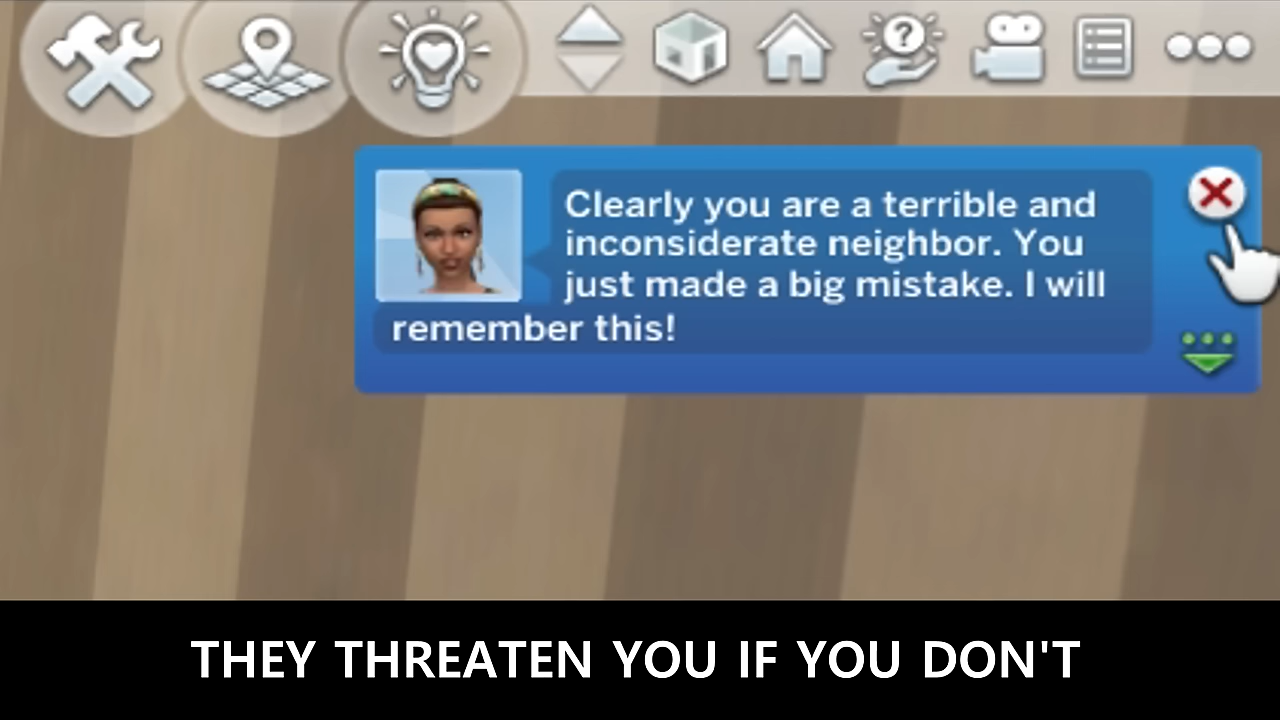 Clearly you are a terrible and
inconsiderate neighbor. You
just made a big mistake. I will
remember this!
THEY THREATEN YOU IF YOU DON'T